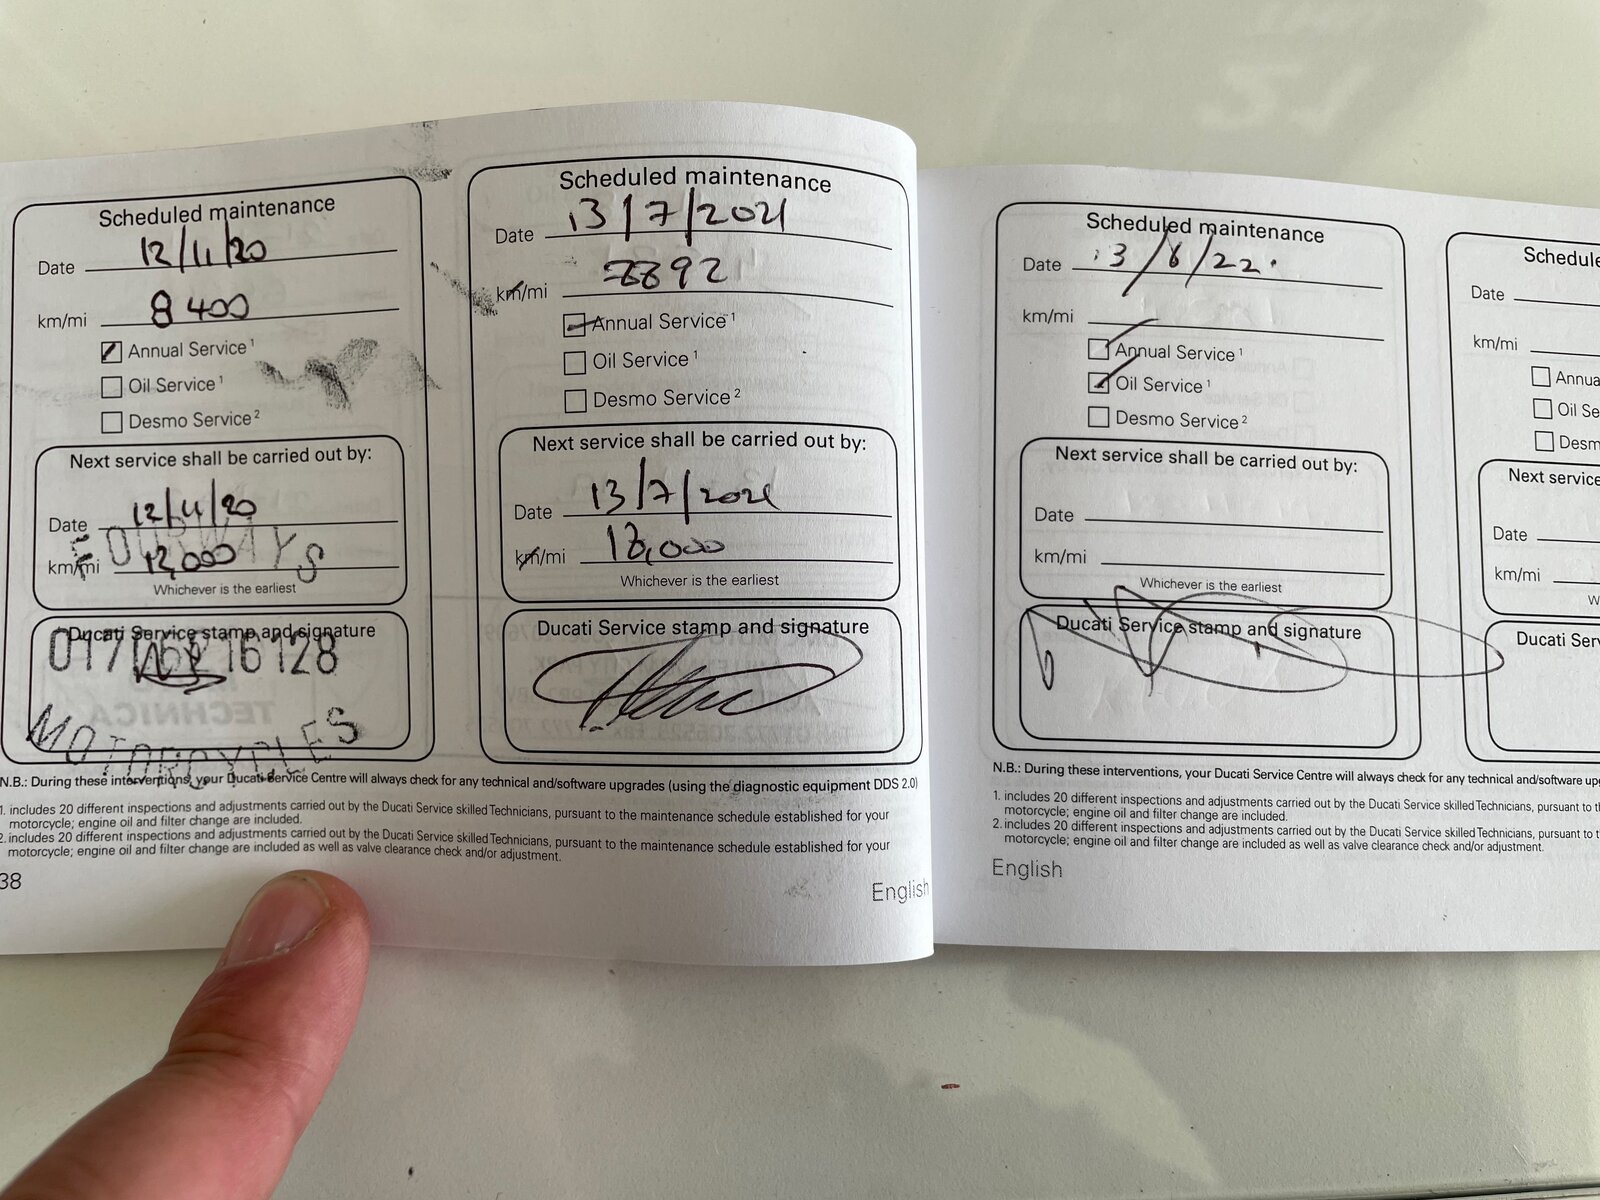 Scheduled maintenance
Date 12/11/20
km/mi 8400
Annual Service 1
Oil Service 1
Desmo Service 2
Next service shall be carried out by:
Date 12/11/20
km/mi 12,000
FOURWAYS
Whichever is the earliest
Ducati Service stamp and signature
017 16128
MOTORCYCLES
Scheduled maintenance
Date 13/7/2021
km/mi 8892
Annual Service 1
Oil Service 1
Desmo Service 2
Next service shall be carried out by:
Date 13/7/2021
km/mi 18,000
Whichever is the earliest
Ducati Service stamp and signature
N.B.: During these interventions, your Ducati Service Centre will always check for any technical and/software upgrades (using the diagnostic equipment DDS 2.0)
1. includes 20 different inspections and adjustments carried out by the Ducati Service skilled Technicians, pursuant to the maintenance schedule established for your
motorcycle; engine oil and filter change are included.
2. includes 20 different inspections and adjustments carried out by the Ducati Service skilled Technicians, pursuant to the maintenance schedule established for your
motorcycle; engine oil and filter change are included as well as valve clearance check and/or adjustment.
38
English
Scheduled maintenance
Date 13/6/22
km/mi
Annual Service 1
Oil Service 1
Desmo Service 2
Next service shall be carried out by:
Date
km/mi
Whichever is the earliest
Ducati Service stamp and signature
Schedule
Date
km/mi
Annua
Oil Se
Desm
Next service
Date
km/mi
W
Ducati Ser
N.B.: During these interventions, your Ducati Service Centre will always check for any technical and/software upg
1. includes 20 different inspections and adjustments carried out by the Ducati Service skilled Technicians, pursuant to th
motorcycle; engine oil and filter change are included.
2. includes 20 different inspections and adjustments carried out by the Ducati Service skilled Technicians, pursuant to t
motorcycle; engine oil and filter change are included as well as valve clearance check and/or adjustment.
English